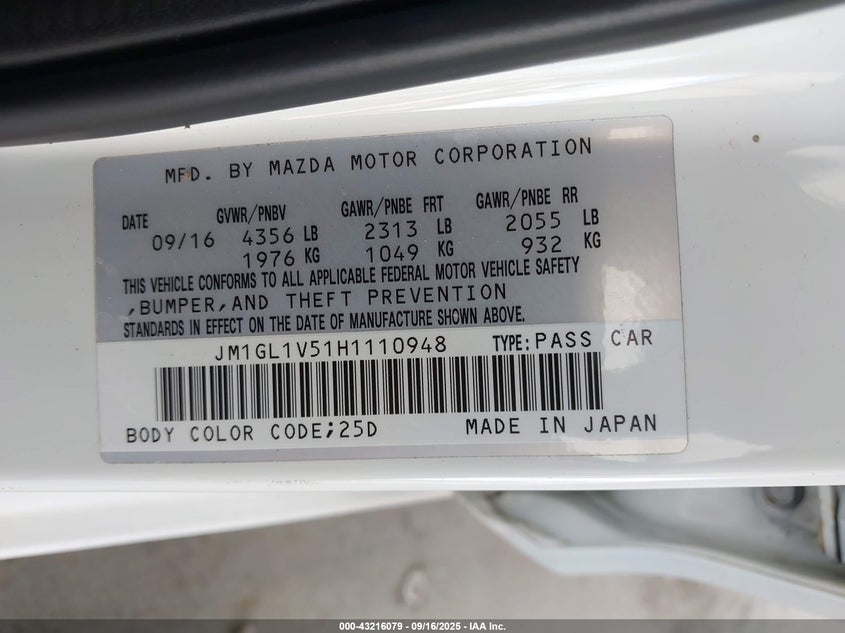 MFD. BY MAZDA MOTOR CORPORATION
DATE GVWR/PNBV GAWR/PNBE FRT GAWR/PNBE RR
09/16 4356 LB 2313 LB 2055 LB
1976 KG 1049 KG 932 KG
THIS VEHICLE CONFORMS TO ALL APPLICABLE FEDERAL MOTOR VEHICLE SAFETY
,BUMPER,AND THEFT PREVENTION
STANDARDS IN EFFECT ON THE DATE OF MANUFACTURE SHOWN ABOVE.
JM1GL1V51H1110948 TYPE:PASS CAR
BODY COLOR CODE;25D MADE IN JAPAN
000-43216079 - 09/16/2025 - IAA Inc.